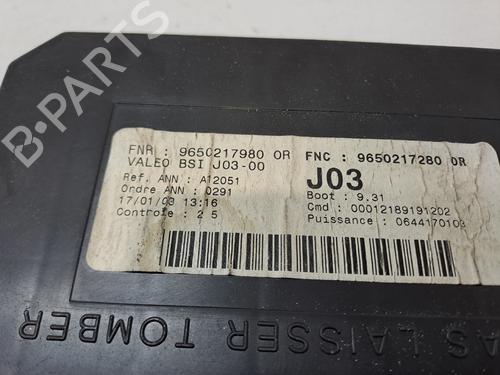 FNR : 9650217980 0R FNC : 9650217280 0R
VALEO BSI J03-00
J03
Ref. ANN : A12051
Boot : 9.31
Ordre ANN : 0291
Cmd : 00012189191202
17/01/03 13:16
Puissance : 0644170103
Controle : 2 5
PAS LAISSER TOMBER
B-PARTS